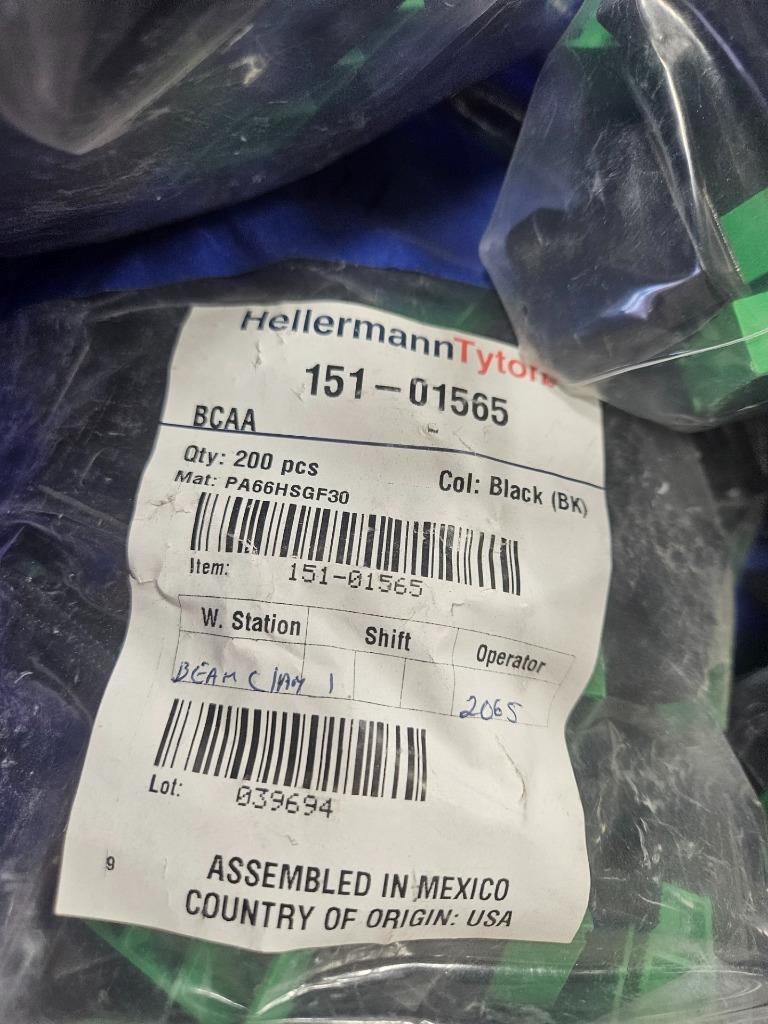 HellermannTyton
151-01565
BCAA
Qty: 200 pcs Col: Black (BK)
Mat: PA66HSGF30
Item: 151-01565
W. Station Shift Operator
BEAM Clamp 1 2065
Lot: 039694
9 ASSEMBLED IN MEXICO
COUNTRY OF ORIGIN: USA